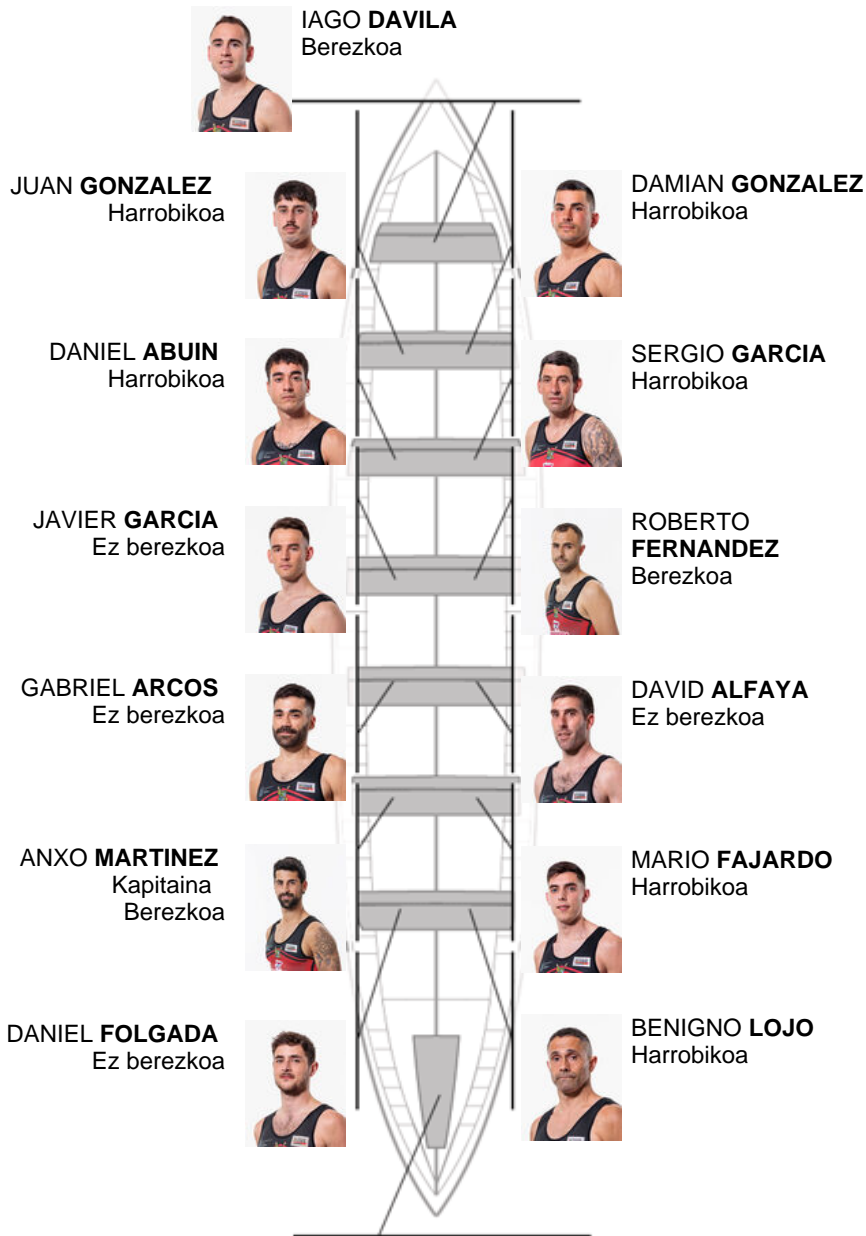 IAGO DAVILA
Berezkoa
JUAN GONZALEZ
Harrobikoa
DAMIAN GONZALEZ
Harrobikoa
DANIEL ABUIN
Harrobikoa
SERGIO GARCIA
Harrobikoa
JAVIER GARCIA
Ez berezkoa
ROBERTO
FERNANDEZ
Berezkoa
GABRIEL ARCOS
Ez berezkoa
DAVID ALFAYA
Ez berezkoa
ANXO MARTINEZ
Kapitaina
Berezkoa
MARIO FAJARDO
Harrobikoa
DANIEL FOLGADA
Ez berezkoa
BENIGNO LOJO
Harrobikoa